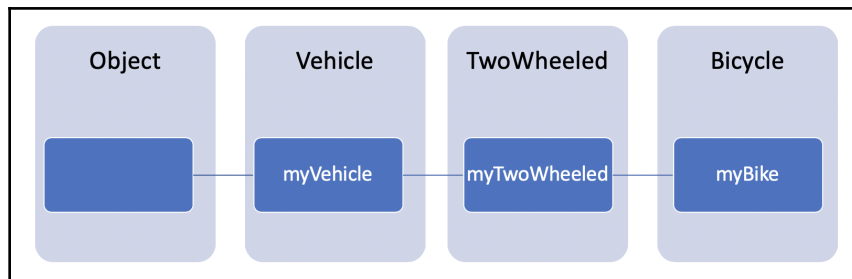 Object
Vehicle
TwoWheeled
Bicycle
myVehicle
myTwoWheeled
myBike